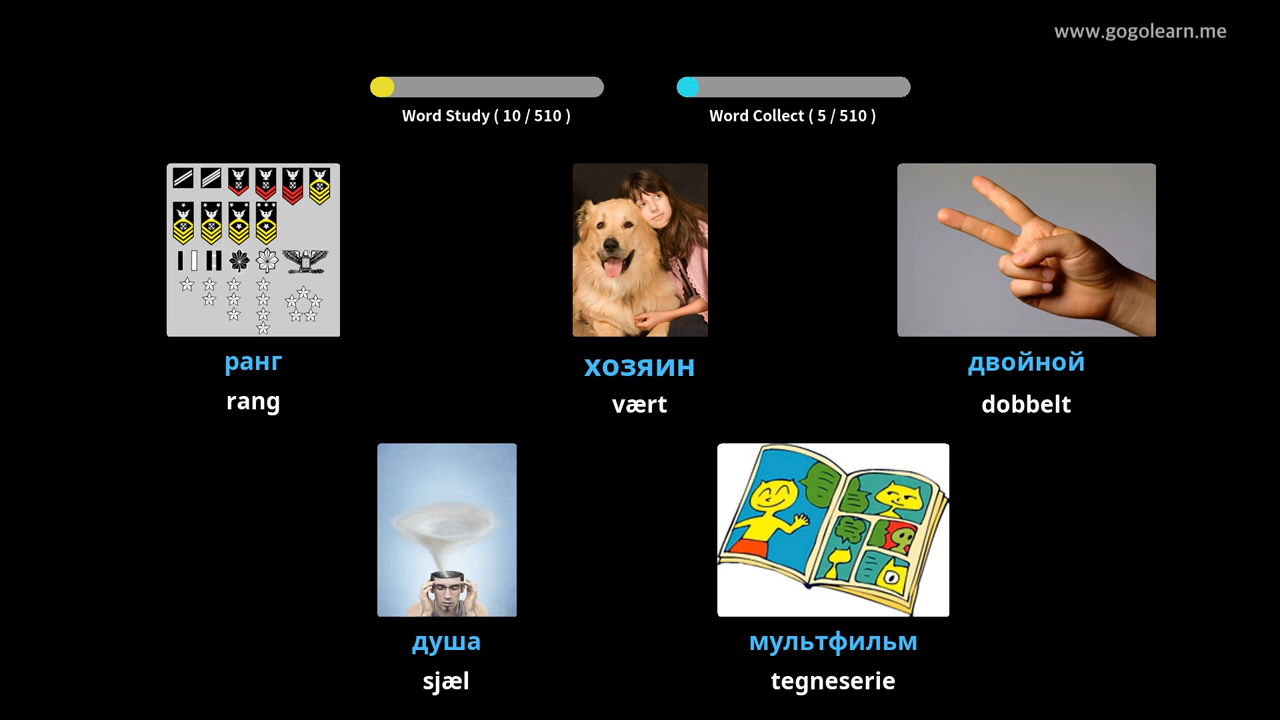 www.gogolearn.me
Word Study ( 10 / 510 )
Word Collect ( 5 / 510 )
ранг
хозяин
двойной
rang
vært
dobbelt
душа
мультфильм
sjæl
tegneserie